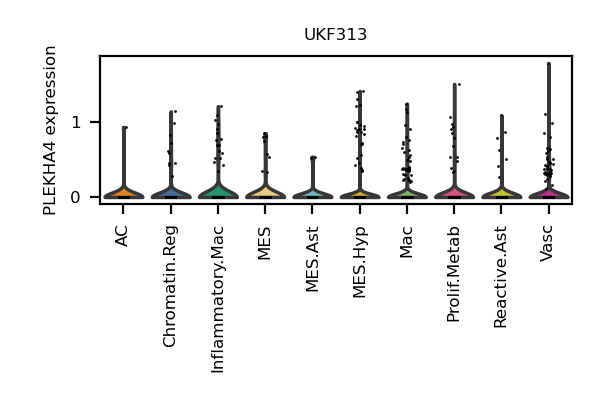 UKF313
PLEKHA4 expression
1
0
AC
Chromatin.Reg
Inflammatory.Mac
MES
MES.Ast
MES.Hyp
Mac
Prolif.Metab
Reactive.Ast
Vasc